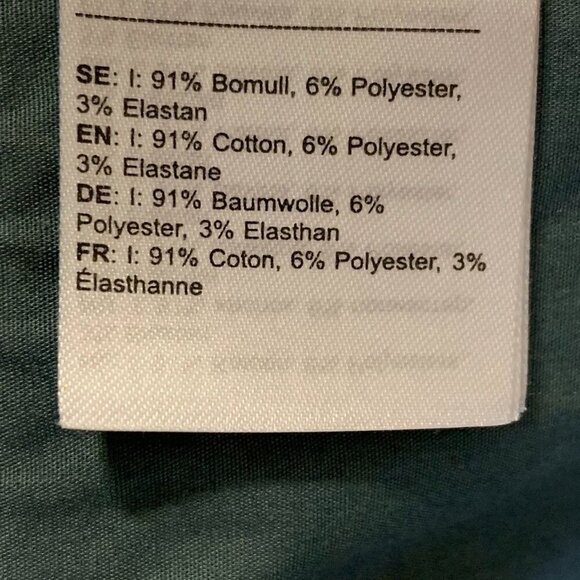 SE: I: 91% Bomull, 6% Polyester,
3% Elastan
EN: I: 91% Cotton, 6% Polyester,
3% Elastane
DE: I: 91% Baumwolle, 6%
Polyester, 3% Elasthan
FR: I: 91% Coton, 6% Polyester, 3%
Élasthanne